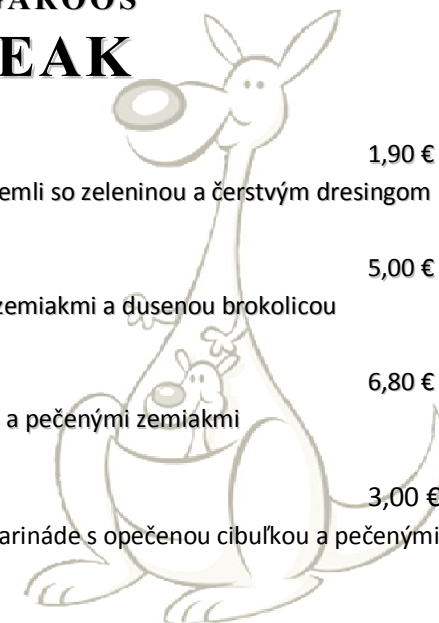 GAROOS
EAK
1,90 €
emli so zeleninou a čerstvým dresingom
5,00 €
zemiakmi a dusenou brokolicou
6,80 €
a pečenými zemiakmi
3,00 €
arináde s opečenou cibuľkou a pečenými